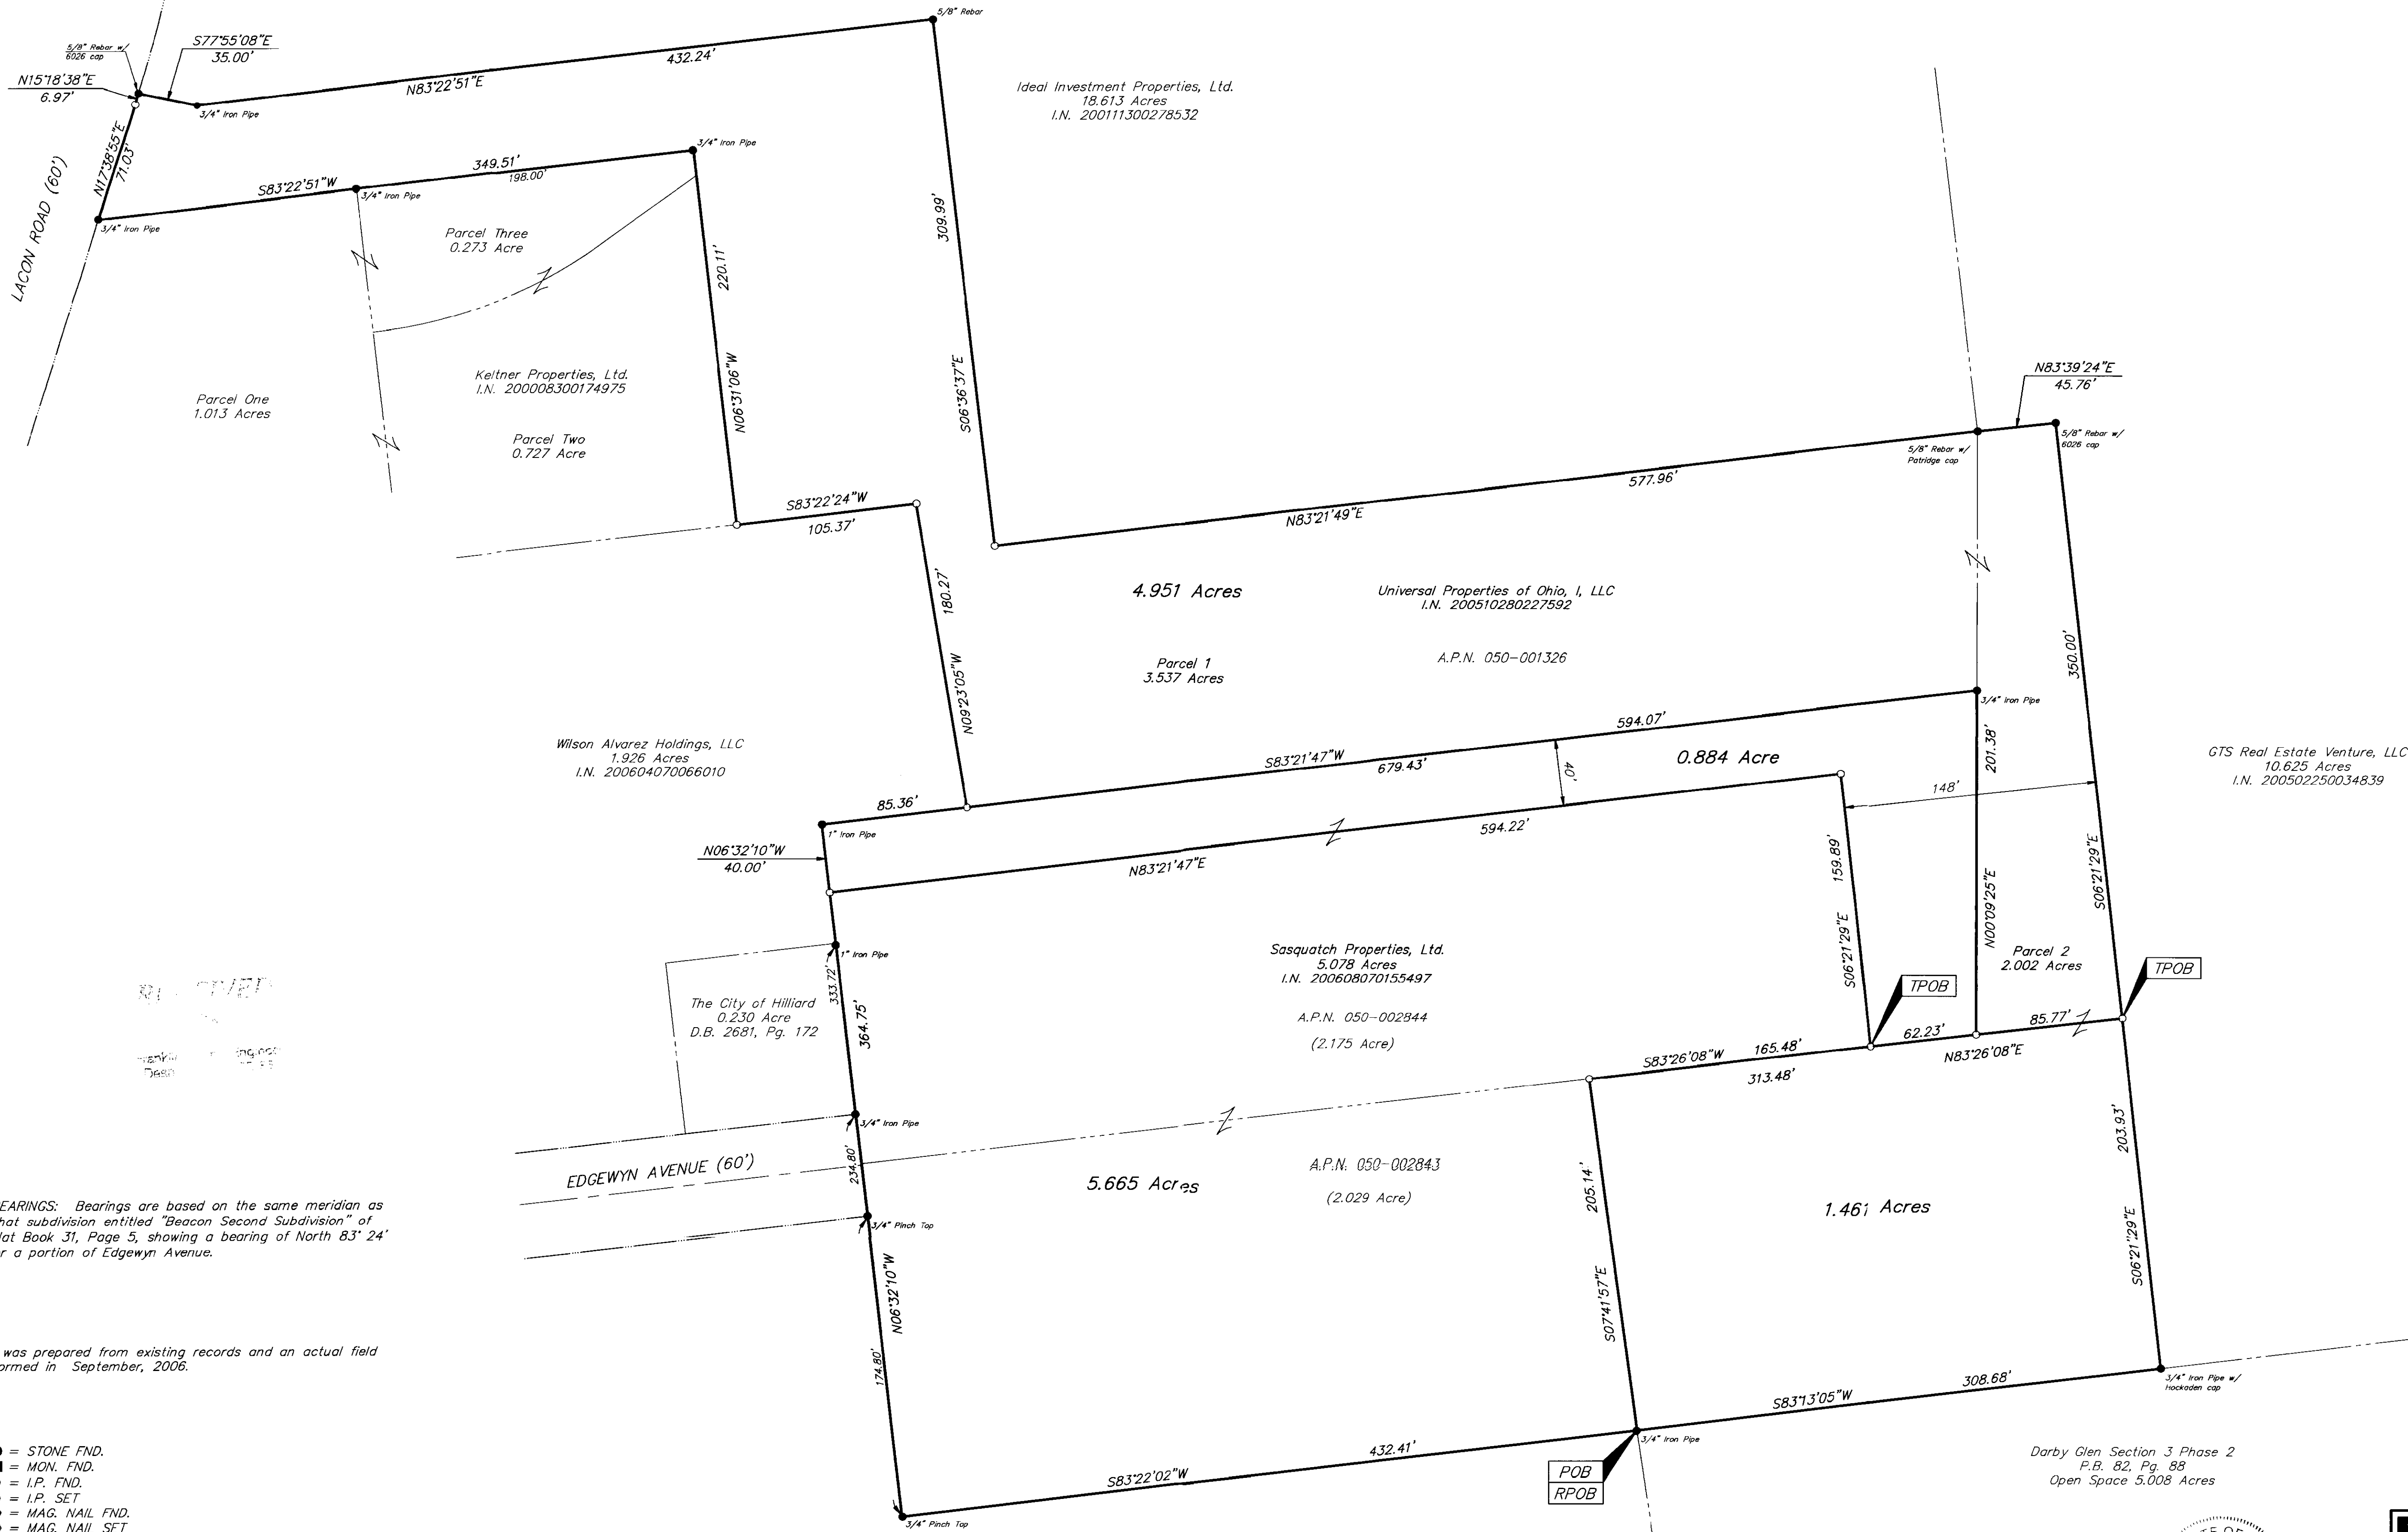 5/8" Rebar
5/8" Rebar w/
6026 cap
S77°55'08"E
35.00'
N15°18'38"E
6.97'
3/4" Iron Pipe
N83°22'51"E
432.24'
Ideal Investment Properties, Ltd.
18.613 Acres
I.N. 200111300278532
LACON ROAD (60')
N17°38'55"E
71.03'
3/4" Iron Pipe
S83°22'51"W
3/4" Iron Pipe
349.51'
198.00'
3/4" Iron Pipe
Parcel Three
0.273 Acre
220.11'
N06°31'06"W
309.99'
S06°36'37"E
Parcel One
1.013 Acres
Keltner Properties, Ltd.
I.N. 200008300174975
Parcel Two
0.727 Acre
S83°22'24"W
105.37'
N83°39'24"E
45.76'
5/8" Rebar w/
6026 cap
5/8" Rebar w/
Patridge cap
577.96'
N83°21'49"E
180.27'
N09°23'05"W
4.951 Acres
Universal Properties of Ohio, I, LLC
I.N. 200510280227592
Parcel 1
3.537 Acres
A.P.N. 050-001326
350.00'
S06°21'29"E
3/4" Iron Pipe
Wilson Alvarez Holdings, LLC
1.926 Acres
I.N. 200604070066010
594.07'
S83°21'47"W
679.43'
40'
0.884 Acre
201.38'
N00°09'25"E
148'
GTS Real Estate Venture, LLC
10.625 Acres
I.N. 200502250034839
85.36'
1" Iron Pipe
N06°32'10"W
40.00'
594.22'
N83°21'47"E
159.89'
S06°21'29"E
Sasquatch Properties, Ltd.
5.078 Acres
I.N. 200608070155497
A.P.N. 050-002844
(2.175 Acre)
Parcel 2
2.002 Acres
TPOB
TPOB
1" Iron Pipe
333.72'
364.75'
The City of Hilliard
0.230 Acre
D.B. 2681, Pg. 172
62.23'
85.77'
N83°26'08"E
S83°26'08"W
165.48'
313.48'
3/4" Iron Pipe
EDGEWYN AVENUE (60')
234.80'
3/4" Pinch Top
5.665 Acres
A.P.N. 050-002843
(2.029 Acre)
205.14'
S07°41'57"E
1.461 Acres
203.93'
S06°21'29"E
EARINGS: Bearings are based on the same meridian as
hat subdivision entitled "Beacon Second Subdivision" of
lat Book 31, Page 5, showing a bearing of North 83° 24'
r a portion of Edgewyn Avenue.
N06°32'10"W
174.80'
was prepared from existing records and an actual field
ormed in September, 2006.
3/4" Iron Pipe w/
Hockaden cap
308.68'
S83°13'05"W
3/4" Iron Pipe
432.41'
S83°22'02"W
POB
RPOB
3/4" Pinch Top
Darby Glen Section 3 Phase 2
P.B. 82, Pg. 88
Open Space 5.008 Acres
= STONE FND.
= MON. FND.
= I.P. FND.
= I.P. SET
= MAG. NAIL FND.
= MAG. NAIL SET